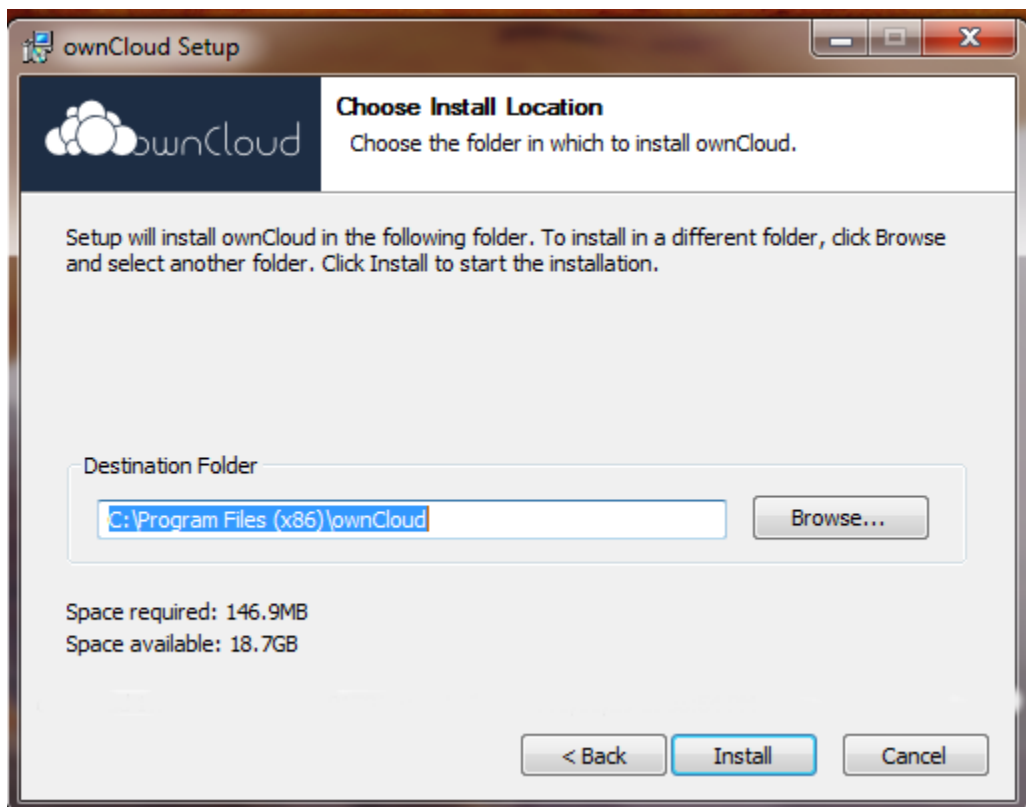 ownCloud Setup
ownCloud
Choose Install Location
Choose the folder in which to install ownCloud.
Setup will install ownCloud in the following folder. To install in a different folder, click Browse
and select another folder. Click Install to start the installation.
Destination Folder
C:\Program Files (x86)\ownCloud
Browse...
Space required: 146.9MB
Space available: 18.7GB
< Back
Install
Cancel